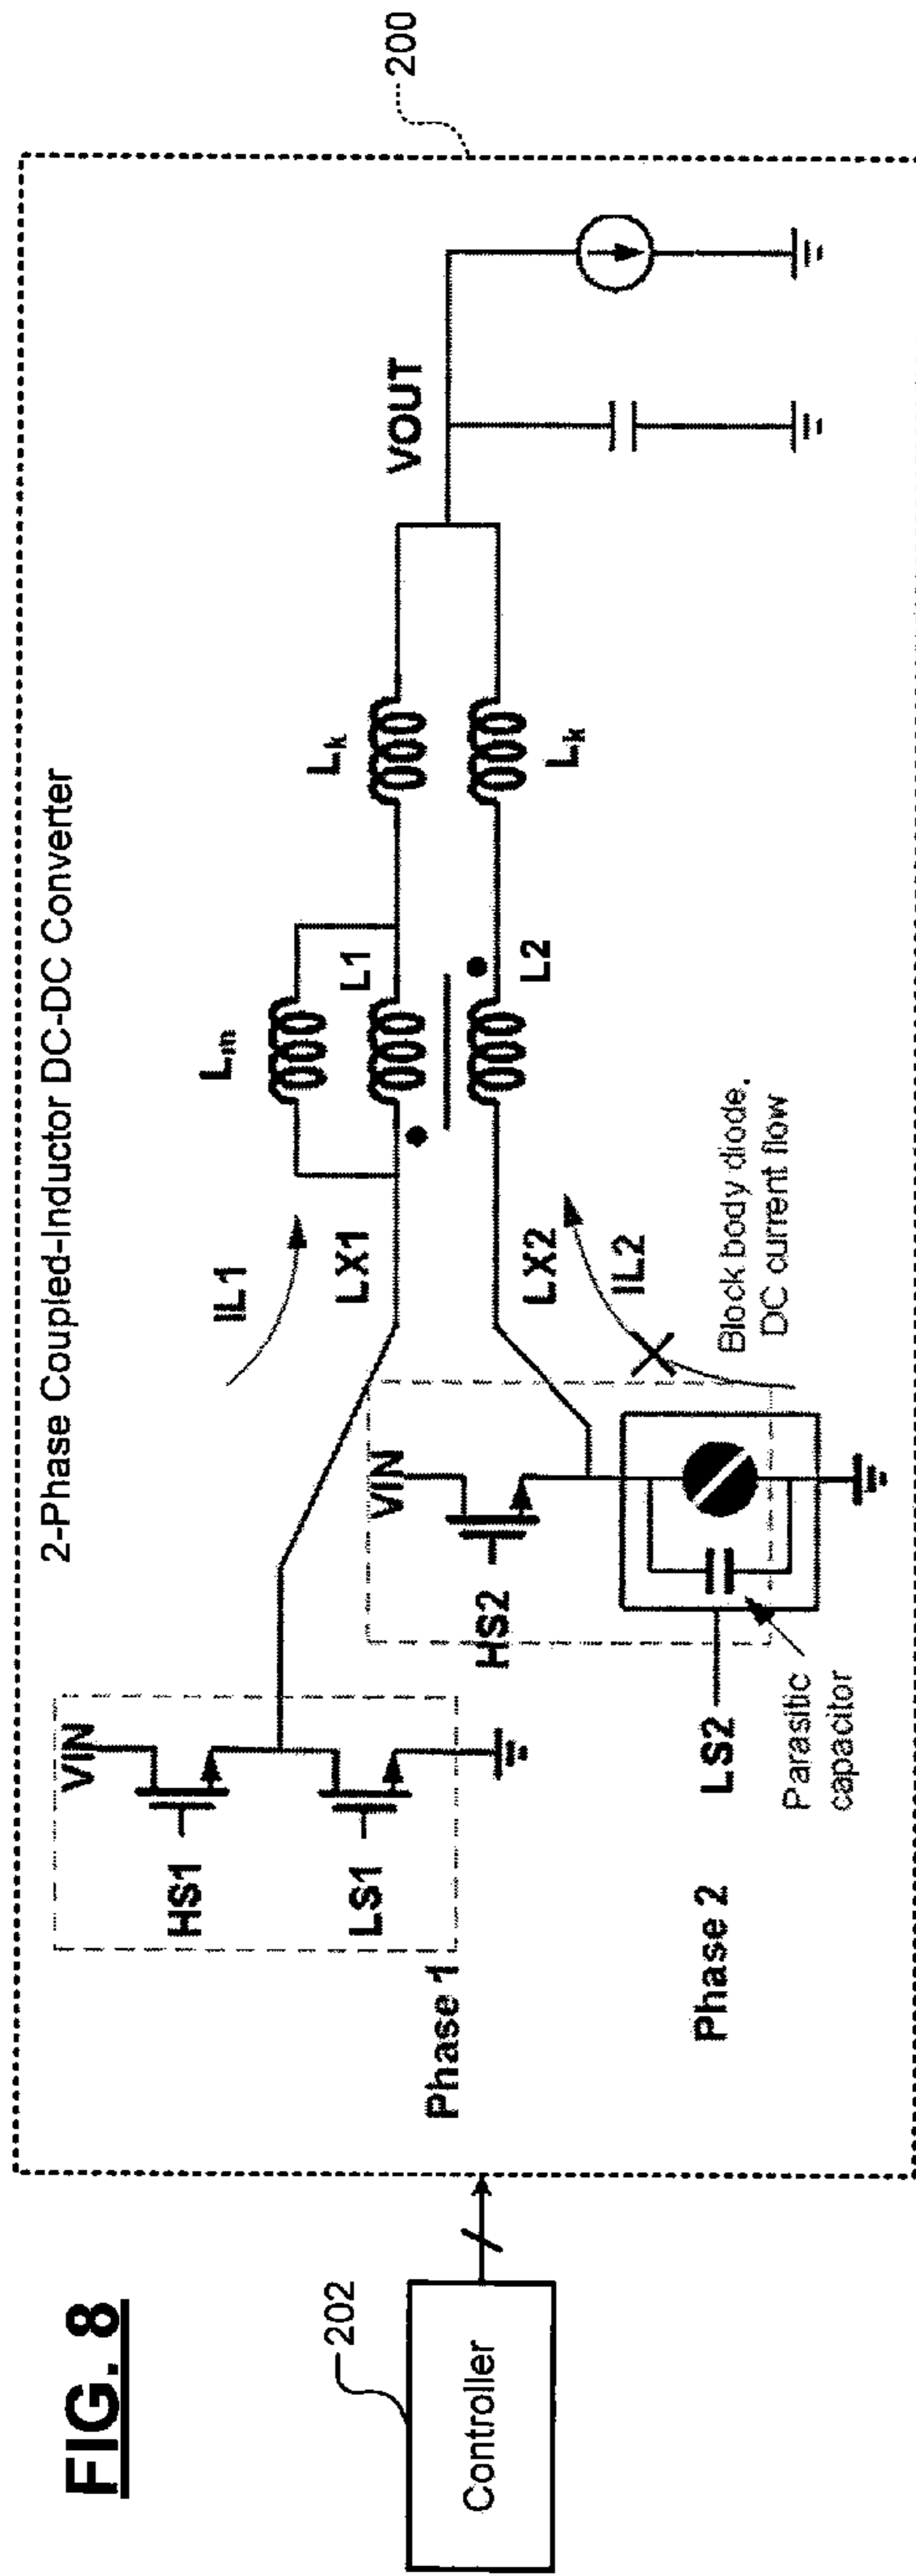 FIG. 8
2-Phase Coupled-Inductor DC-DC Converter
200
202
Controller
Phase 1
VIN
HS1
LS1
IL1
LX1
Lm
L1
Lk
VOUT
Phase 2
VIN
HS2
LS2
LX2
IL2
L2
Lk
Block body diode.
DC current flow
Parasitic
capacitor